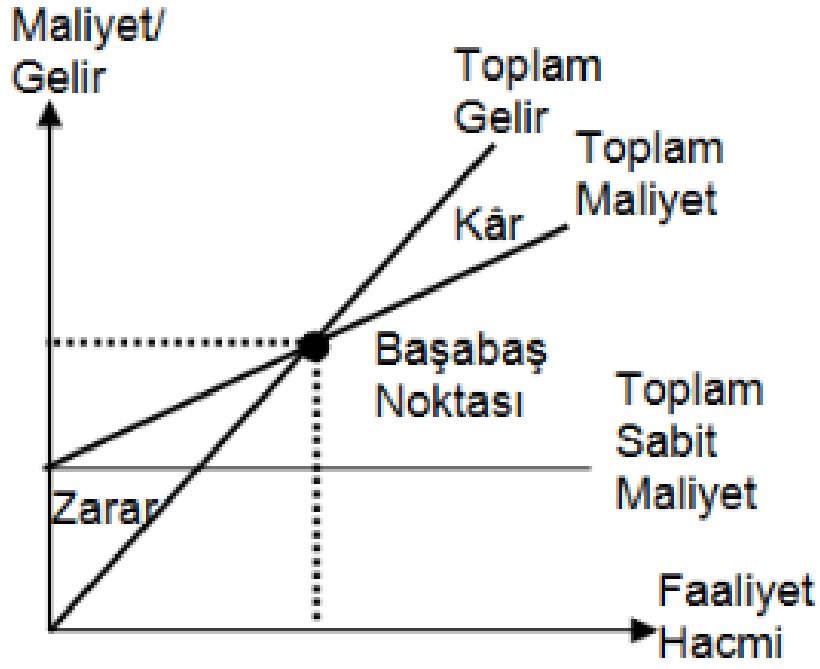 Maliyet/
Gelir
Toplam
Gelir
Toplam
Maliyet
Kâr
Başabaş
Noktası
Toplam
Sabit
Maliyet
Zarar
Faaliyet
Hacmi